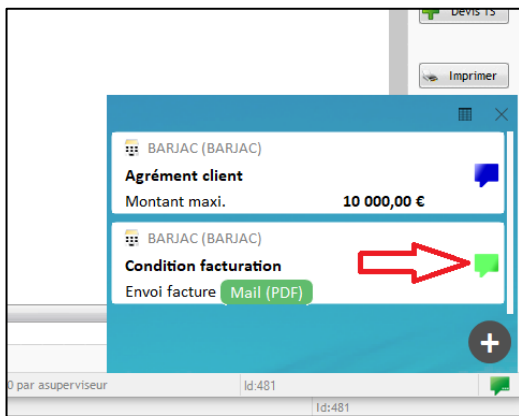 Devis TS
Imprimer
BARJAC (BARJAC)
Agrément client
Montant maxi. 10 000,00 €
BARJAC (BARJAC)
Condition facturation
Envoi facture Mail (PDF)
0 par asuperviseur Id:481
Id:481